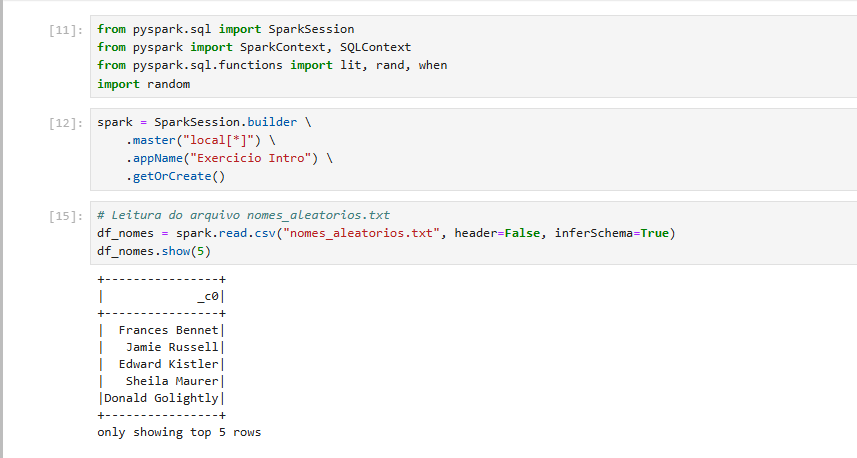 [11]: from pyspark.sql import SparkSession
from pyspark import SparkContext, SQLContext
from pyspark.sql.functions import lit, rand, when
import random
[12]: spark = SparkSession.builder \
    .master("local[*]") \
    .appName("Exercicio Intro") \
    .getOrCreate()
[15]: # Leitura do arquivo nomes_aleatorios.txt
df_nomes = spark.read.csv("nomes_aleatorios.txt", header=False, inferSchema=True)
df_nomes.show(5)
+----------------+
|             _c0|
+----------------+
|  Frances Bennet|
|   Jamie Russell|
|  Edward Kistler|
|   Sheila Maurer|
|Donald Golightly|
+----------------+
only showing top 5 rows